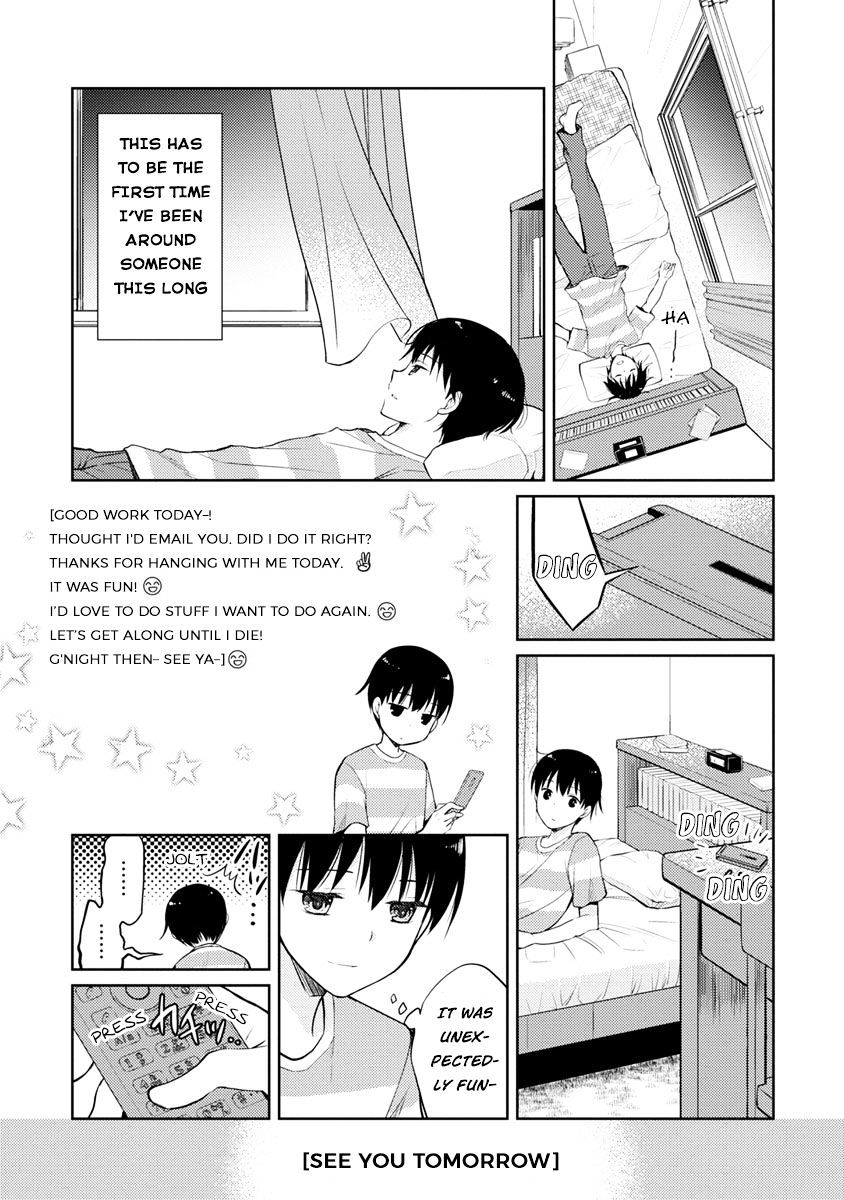 HA
THIS HAS
TO BE THE
FIRST TIME
I'VE BEEN
AROUND
SOMEONE
THIS LONG
DING
DING
DING
[GOOD WORK TODAY–!
THOUGHT I'D EMAIL YOU. DID I DO IT RIGHT?
THANKS FOR HANGING WITH ME TODAY. ✌
IT WAS FUN! 😄
I'D LOVE TO DO STUFF I WANT TO DO AGAIN. 😄
LET'S GET ALONG UNTIL I DIE!
G'NIGHT THEN– SEE YA–] 😄
IT WAS
UNEX-
PECTED-
LY FUN–
JOLT
PRESS
PRESS
カチッ
[SEE YOU TOMORROW]